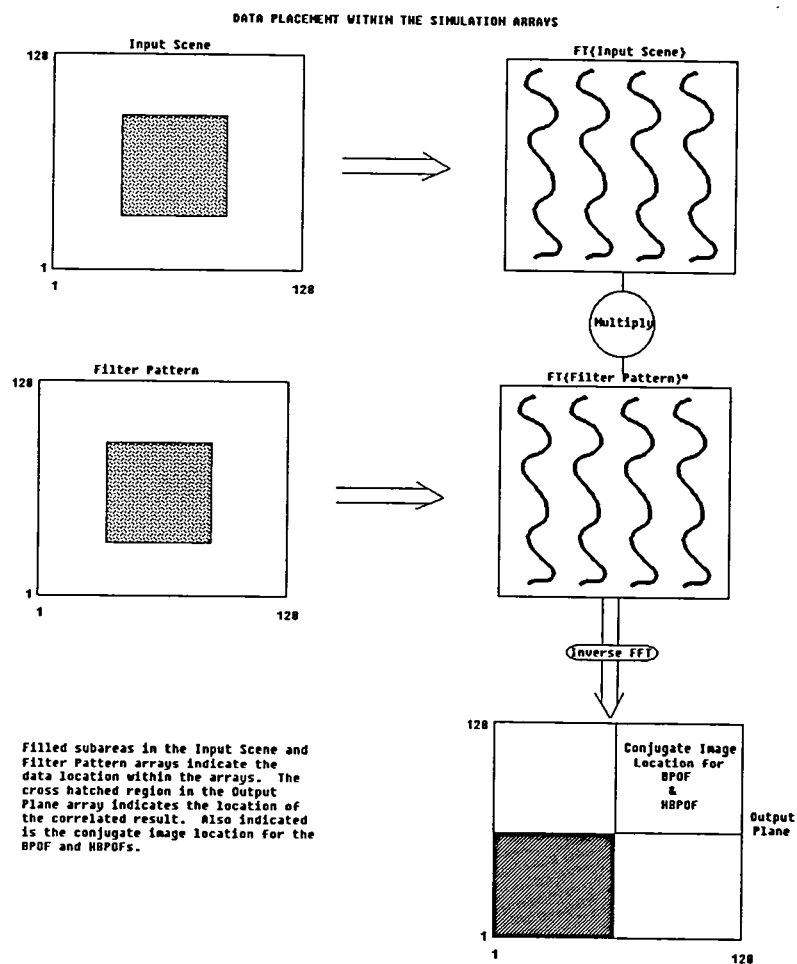 DATA PLACEMENT WITHIN THE SIMULATION ARRAYS
Input Scene
128
1
1
128
FT{Input Scene}
Multiply
Filter Pattern
128
1
1
128
FT{Filter Pattern}*
Inverse FFT
128
1
1
128
Conjugate Image
Location for
BPOF
&
HBPOF
Output
Plane
Filled subareas in the Input Scene and
Filter Pattern arrays indicate the
data location within the arrays. The
cross hatched region in the Output
Plane array indicates the location of
the correlated result. Also indicated
is the conjugate image location for the
BPOF and HBPOFs.